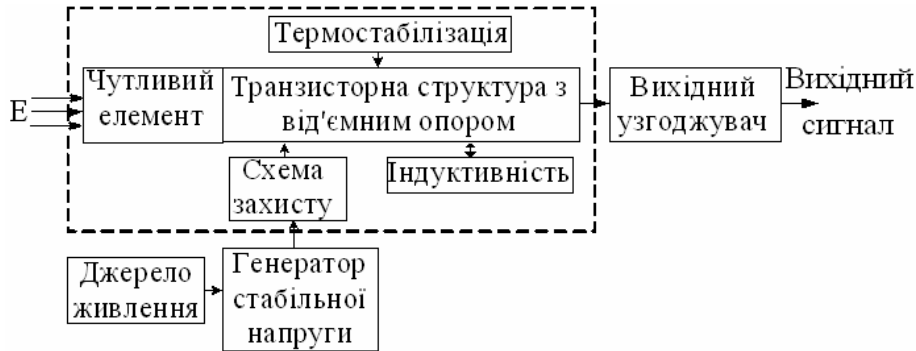 Термостабілізація
Чутливий
елемент
Транзисторна структура з
від'ємним опором
Вихідний
узгоджувач
Вихідний
сигнал
E
Схема
захисту
Індуктивність
Джерело
живлення
Генератор
стабільної
напруги